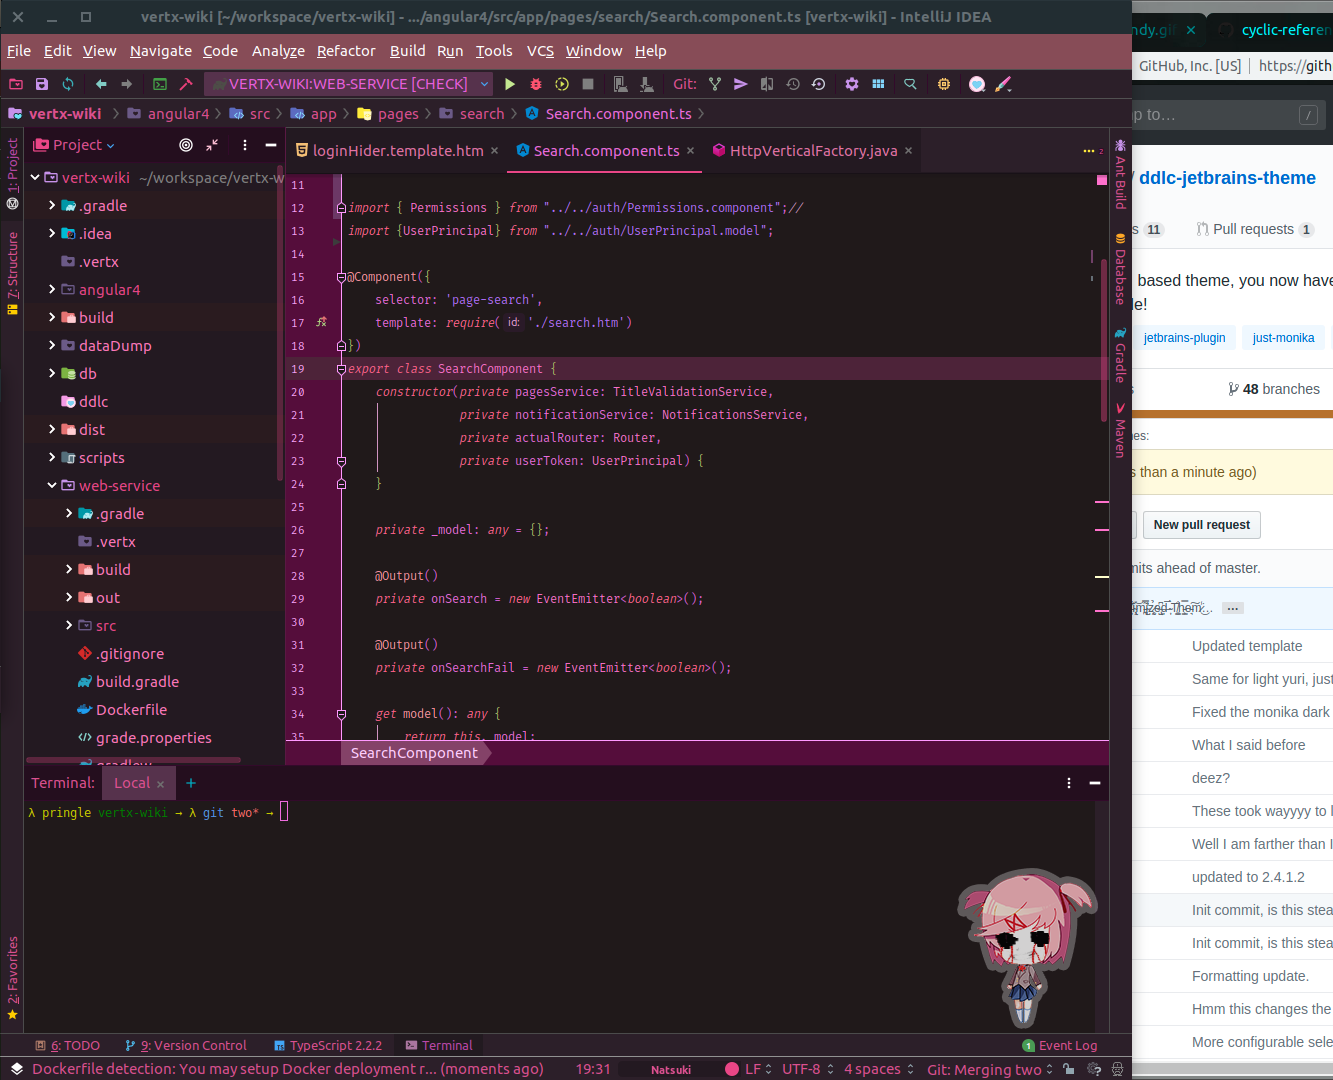 vertx-wiki [~/workspace/vertx-wiki] - .../angular4/src/app/pages/search/Search.component.ts [vertx-wiki] - IntelliJ IDEA
File Edit View Navigate Code Analyze Refactor Build Run Tools VCS Window Help
VERTX-WIKI:WEB-SERVICE [CHECK] Git:
vertx-wiki angular4 src app pages search Search.component.ts
Project
loginHider.template.htm × Search.component.ts × HttpVerticalFactory.java × 2
1: Project
7: Structure
2: Favorites
vertx-wiki ~/workspace/vertx-w
.gradle
.idea
.vertx
angular4
build
dataDump
db
ddlc
dist
scripts
web-service
.gradle
.vertx
build
out
src
.gitignore
build.gradle
Dockerfile
grade.properties
gradlew
11
12 import { Permissions } from "../../auth/Permissions.component";//
13 import {UserPrincipal} from "../../auth/UserPrincipal.model";
14
15 @Component({
16 selector: 'page-search',
17 template: require( id: './search.htm')
18 })
19 export class SearchComponent {
20 constructor(private pagesService: TitleValidationService,
21 private notificationService: NotificationsService,
22 private actualRouter: Router,
23 private userToken: UserPrincipal) {
24 }
25
26 private _model: any = {};
27
28 @Output()
29 private onSearch = new EventEmitter<boolean>();
30
31 @Output()
32 private onSearchFail = new EventEmitter<boolean>();
33
34 get model(): any {
35 return this._model;
SearchComponent
Ant Build
Database
Gradle
Maven
Terminal: Local × +
λ pringle vertx-wiki → λ git two* →
6: TODO 9: Version Control TypeScript 2.2.2 Terminal 1 Event Log
Dockerfile detection: You may setup Docker deployment r... (moments ago) 19:31 Natsuki LF UTF-8 4 spaces Git: Merging two
ndy.gi × cyclic-referen
GitHub, Inc. [US] https://gith
p to… /
/ ddlc-jetbrains-theme
s 11 Pull requests 1
based theme, you now have
le!
jetbrains-plugin just-monika
s 48 branches
hes:
s than a minute ago)
New pull request
mits ahead of master.
mized-Them... …
Updated template
Same for light yuri, just
Fixed the monika dark
What I said before
deez?
These took wayyyy to l
Well I am farther than I
updated to 2.4.1.2
Init commit, is this stea
Init commit, is this stea
Formatting update.
Hmm this changes the
More configurable sele